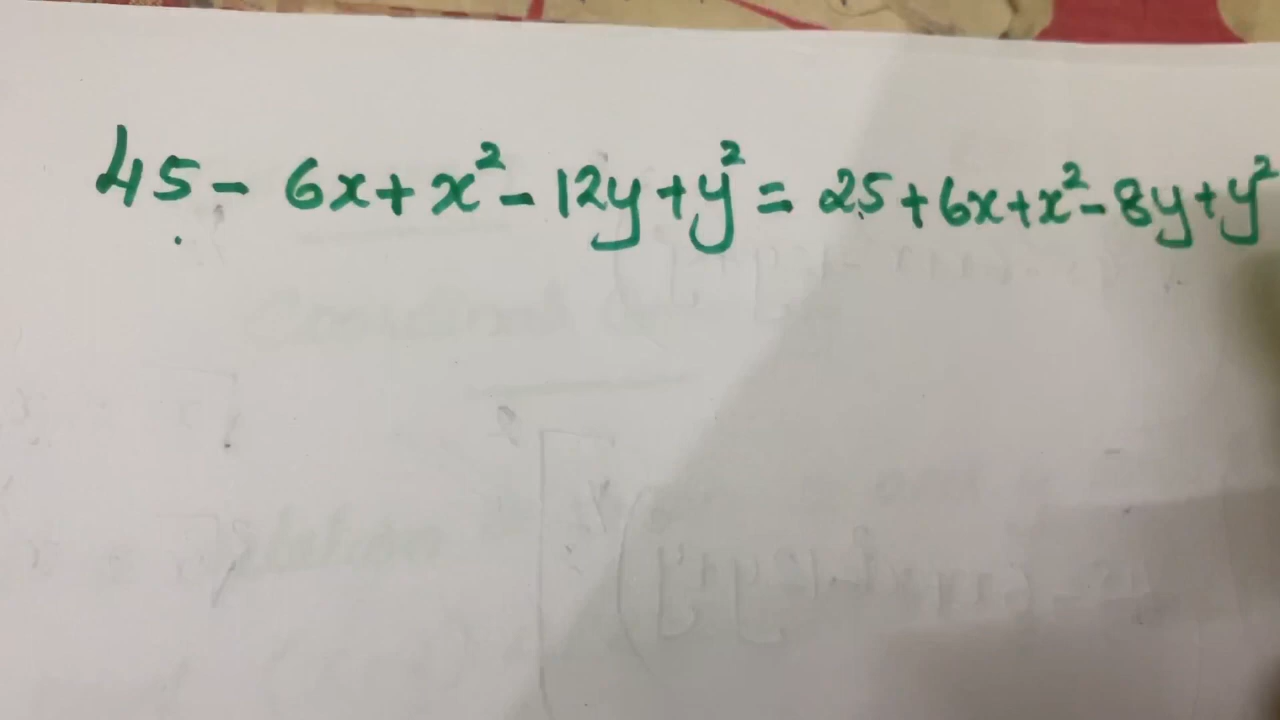 45 - 6x + x² - 12y + y² = 25 + 6x + x² - 8y + y²